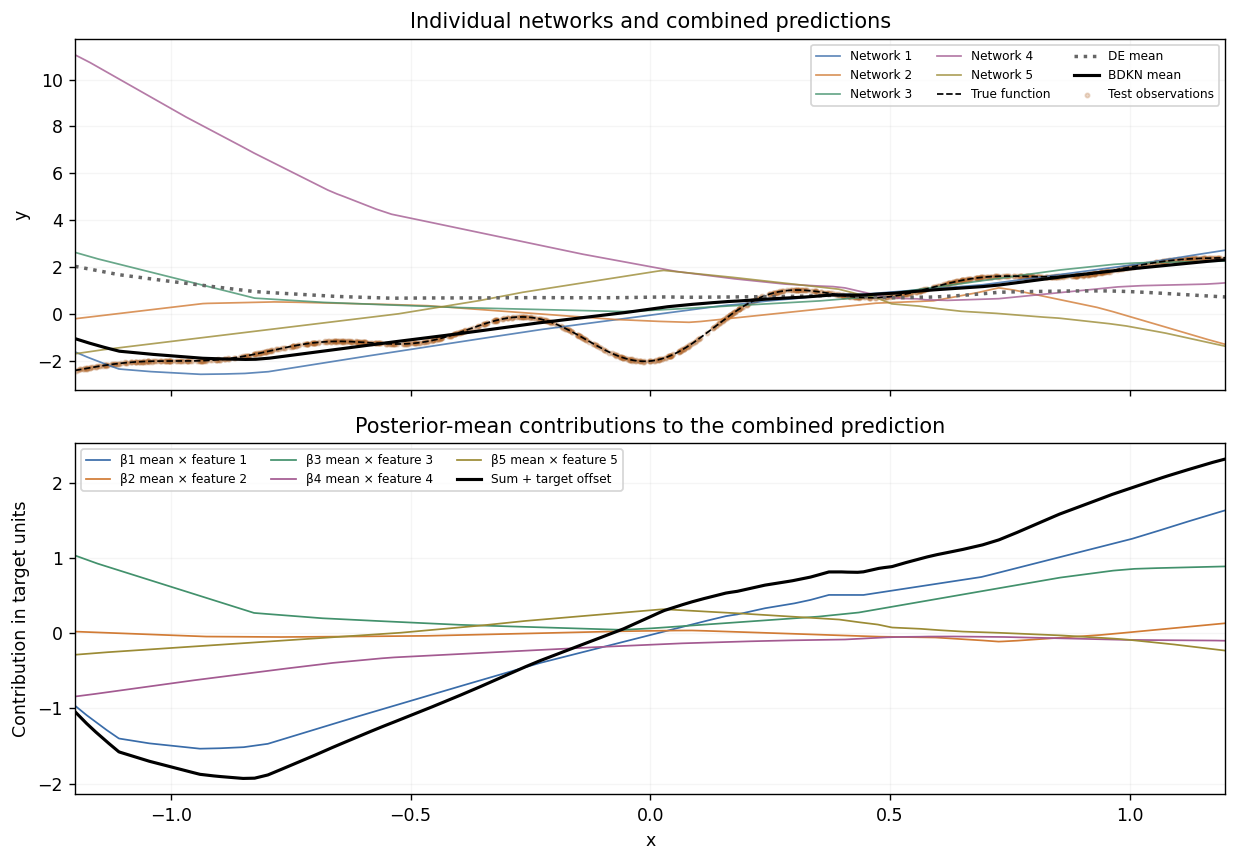 Individual networks and combined predictions
Network 1
Network 2
Network 3
Network 4
Network 5
True function
DE mean
BDKN mean
Test observations
y
10
8
6
4
2
0
−2
Posterior-mean contributions to the combined prediction
β1 mean × feature 1
β2 mean × feature 2
β3 mean × feature 3
β4 mean × feature 4
β5 mean × feature 5
Sum + target offset
Contribution in target units
2
1
0
−1
−2
−1.0
−0.5
0.0
0.5
1.0
x